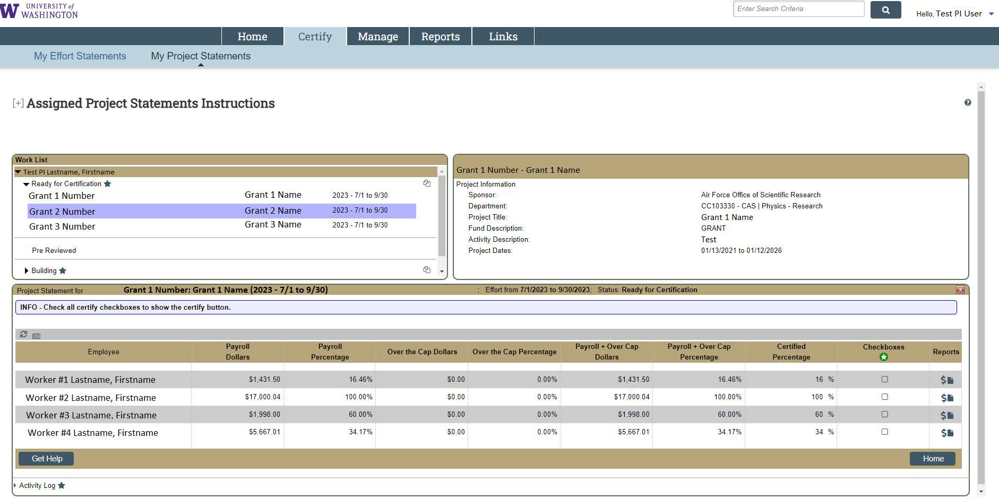 W UNIVERSITY of
WASHINGTON
Enter Search Criteria
Hello, Test PI User
Home Certify Manage Reports Links
My Effort Statements My Project Statements
[+] Assigned Project Statements Instructions
Work List
Test PI Lastname, Firstname
Ready for Certification
Grant 1 Number Grant 1 Name 2023 - 7/1 to 9/30
Grant 2 Number Grant 2 Name 2023 - 7/1 to 9/30
Grant 3 Number Grant 3 Name 2023 - 7/1 to 9/30
Pre Reviewed
Building
Grant 1 Number - Grant 1 Name
Project Information
Sponsor: Air Force Office of Scientific Research
Department: CC103330 - CAS | Physics - Research
Project Title: Grant 1 Name
Fund Description: GRANT
Activity Description: Test
Project Dates: 01/13/2021 to 01/12/2026
Project Statement for Grant 1 Number: Grant 1 Name (2023 - 7/1 to 9/30) ; Effort from 7/1/2023 to 9/30/2023; Status: Ready for Certification
INFO - Check all certify checkboxes to show the certify button.
Employee Payroll Dollars Payroll Percentage Over the Cap Dollars Over the Cap Percentage Payroll + Over Cap Dollars Payroll + Over Cap Percentage Certified Percentage Checkboxes Reports
Worker #1 Lastname, Firstname $1,431.50 16.46% $0.00 0.00% $1,431.50 16.46% 16 % $
Worker #2 Lastname, Firstname $17,000.04 100.00% $0.00 0.00% $17,000.04 100.00% 100 % $
Worker #3 Lastname, Firstname $1,998.00 60.00% $0.00 0.00% $1,998.00 60.00% 60 % $
Worker #4 Lastname, Firstname $5,667.01 34.17% $0.00 0.00% $5,667.01 34.17% 34 % $
Get Help Home
Activity Log